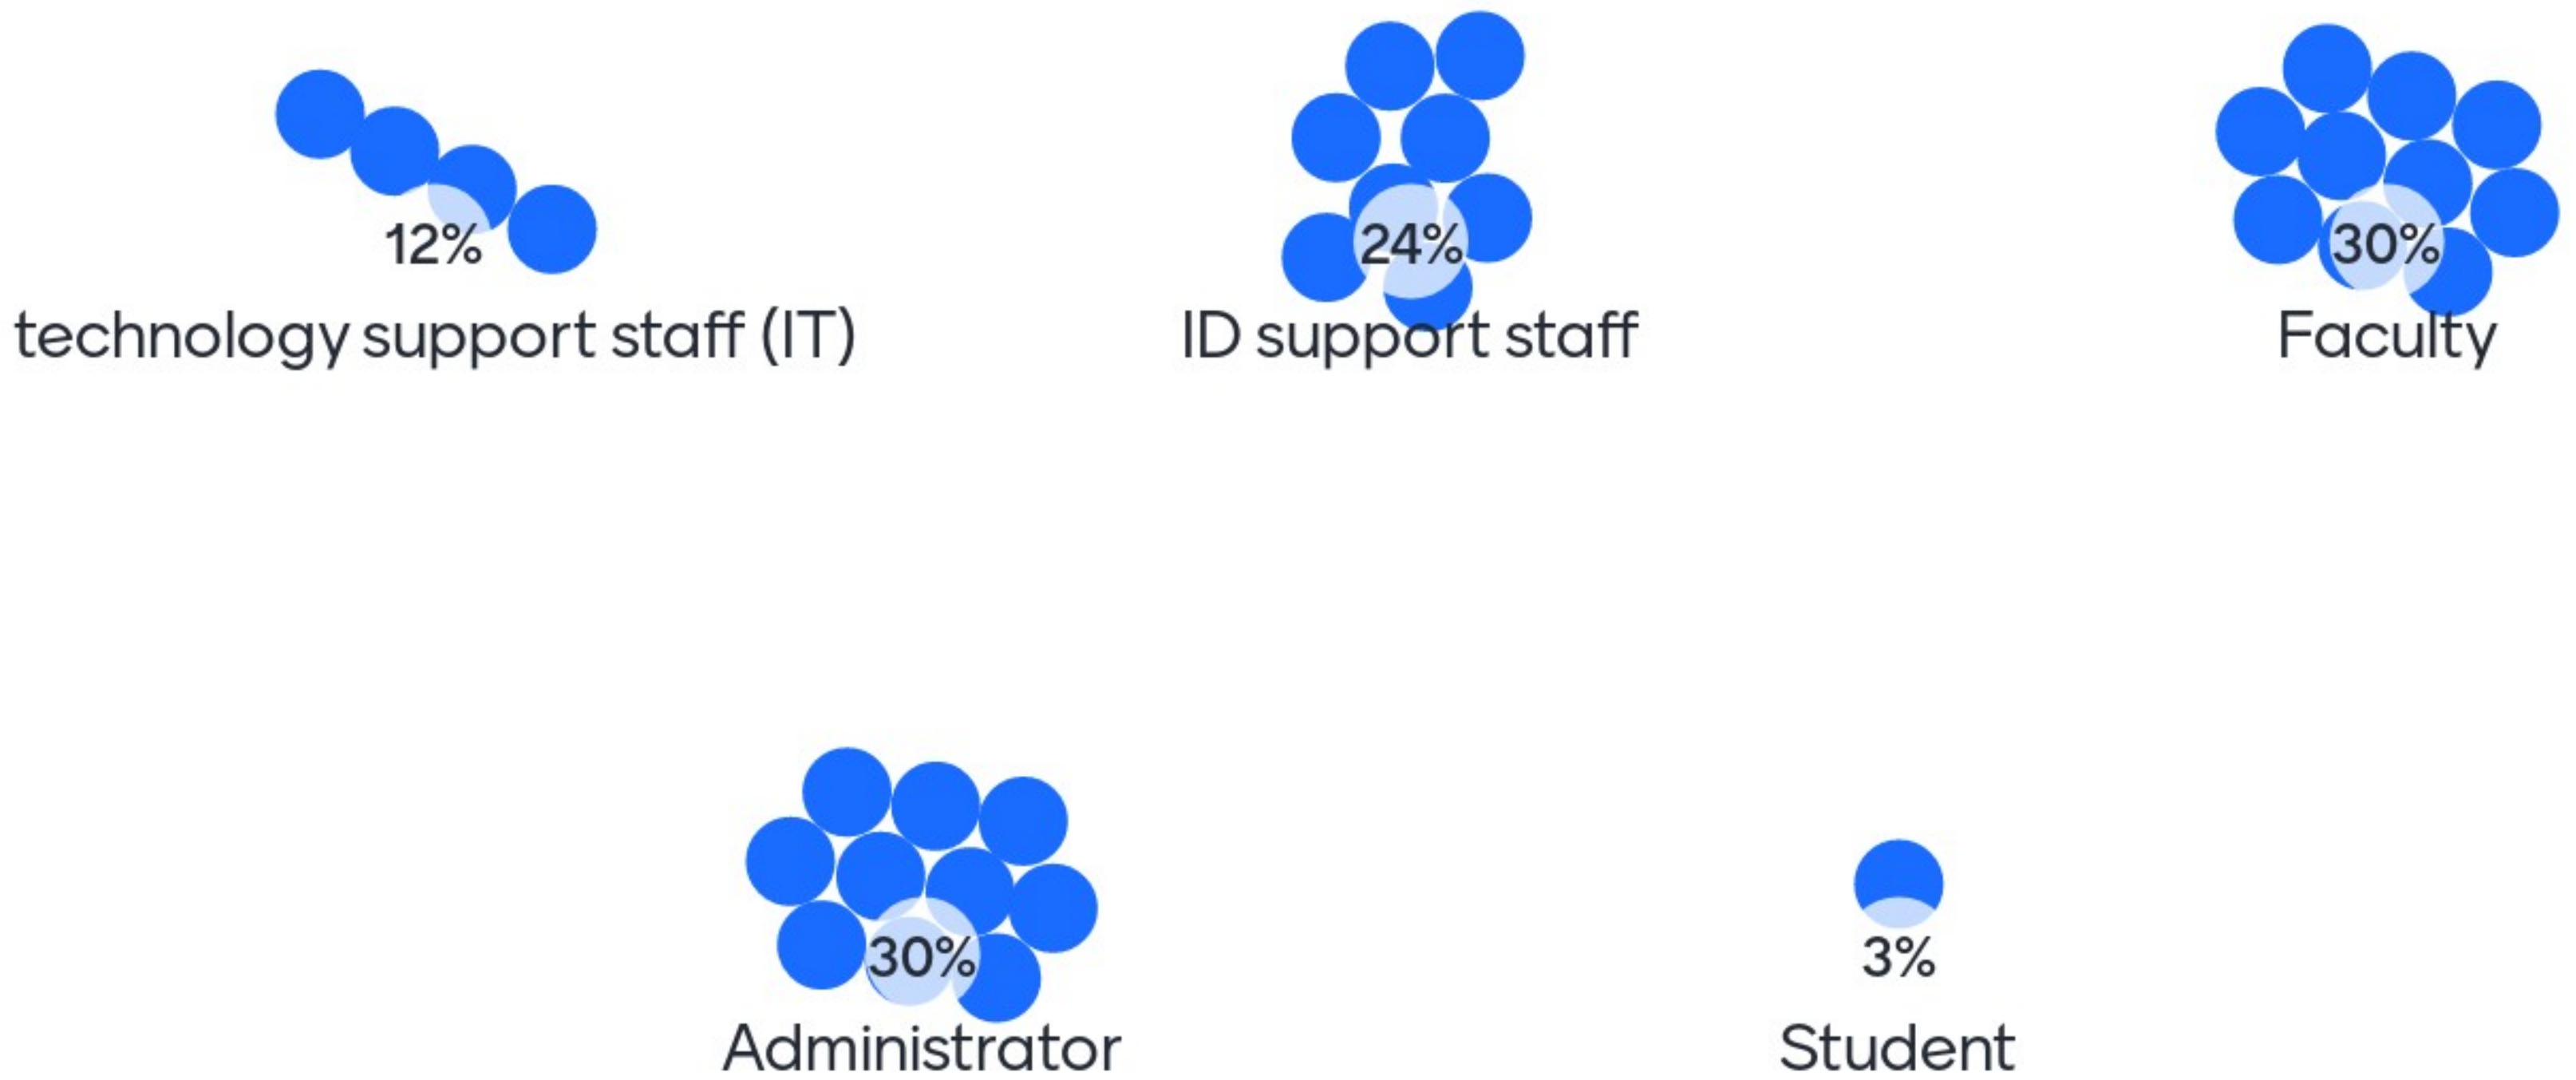 12%
technology support staff (IT)
24%
ID support staff
30%
Faculty
30%
Administrator
3%
Student